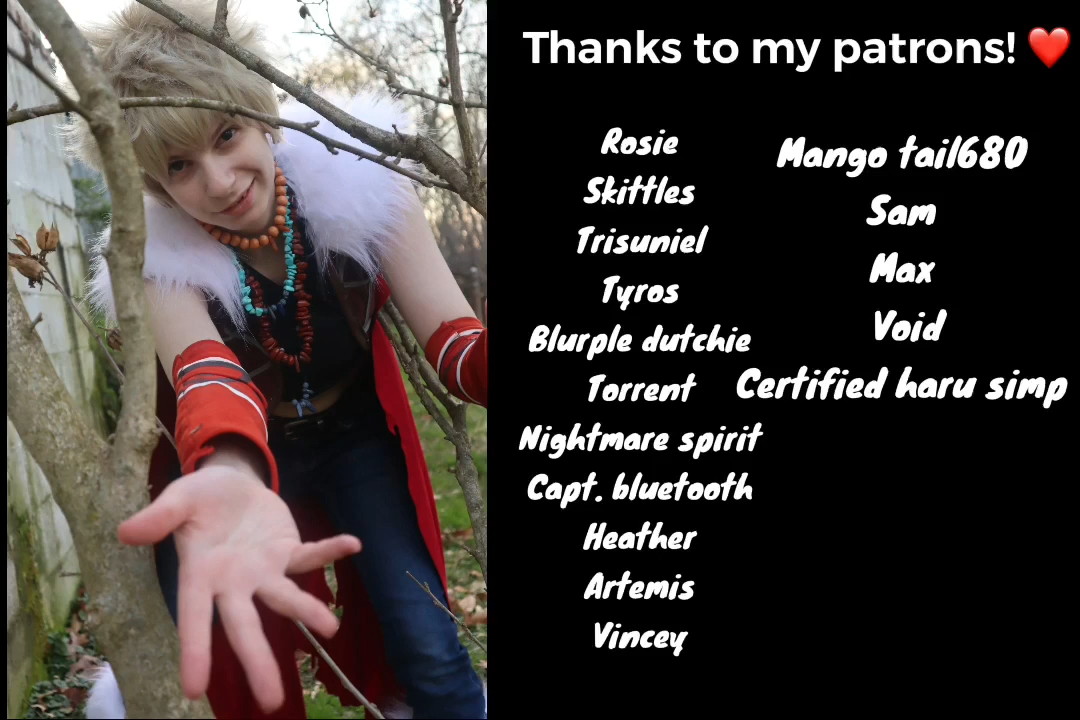 Thanks to my patrons! ❤️
Rosie
Skittles
Trisuniel
Tyros
Blurple dutchie
Torrent
Nightmare spirit
Capt. bluetooth
Heather
Artemis
Vincey
Mango tail680
Sam
Max
Void
Certified haru simp